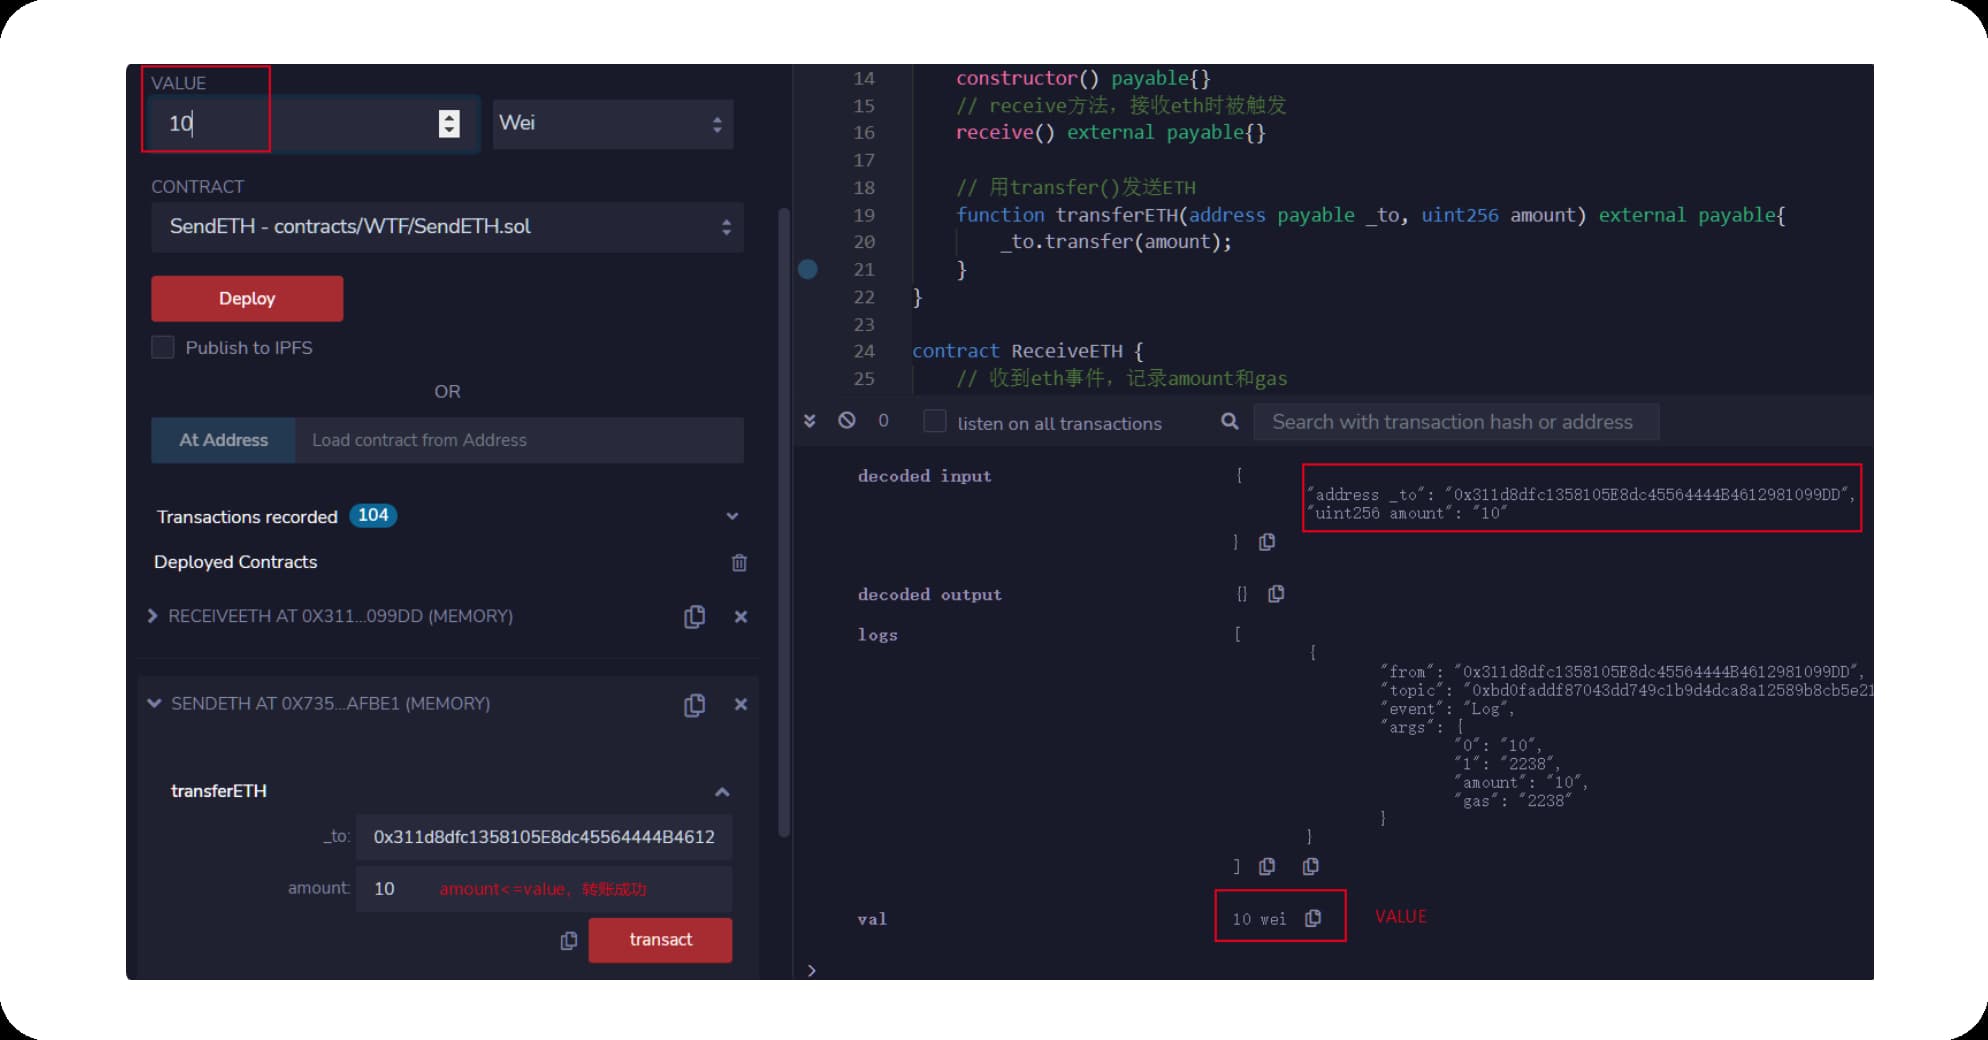 VALUE
10
Wei
CONTRACT
SendETH - contracts/WTF/SendETH.sol
Deploy
Publish to IPFS
OR
At Address
Load contract from Address
Transactions recorded 104
Deployed Contracts
RECEIVEETH AT 0X311...099DD (MEMORY)
SENDETH AT 0X735...AFBE1 (MEMORY)
transferETH
_to: 0x311d8dfc1358105E8dc45564444B4612
amount: 10 amount<=value，转账成功
transact
14 constructor() payable{}
15 // receive方法，接收eth时被触发
16 receive() external payable{}
17
18 // 用transfer()发送ETH
19 function transferETH(address payable _to, uint256 amount) external payable{
20 _to.transfer(amount);
21 }
22 }
23
24 contract ReceiveETH {
25 // 收到eth事件，记录amount和gas
0 listen on all transactions Search with transaction hash or address
decoded input {
"address _to": "0x311d8dfc1358105E8dc45564444B4612981099DD",
"uint256 amount": "10"
}
decoded output {}
logs [
{
"from": "0x311d8dfc1358105E8dc45564444B4612981099DD",
"topic": "0xbd0faddf87043dd749c1b9d4dca8a12589b8cb5e21
"event": "Log",
"args": [
"0": "10",
"1": "2238",
"amount": "10",
"gas": "2238"
}
]
]
val 10 wei VALUE
>